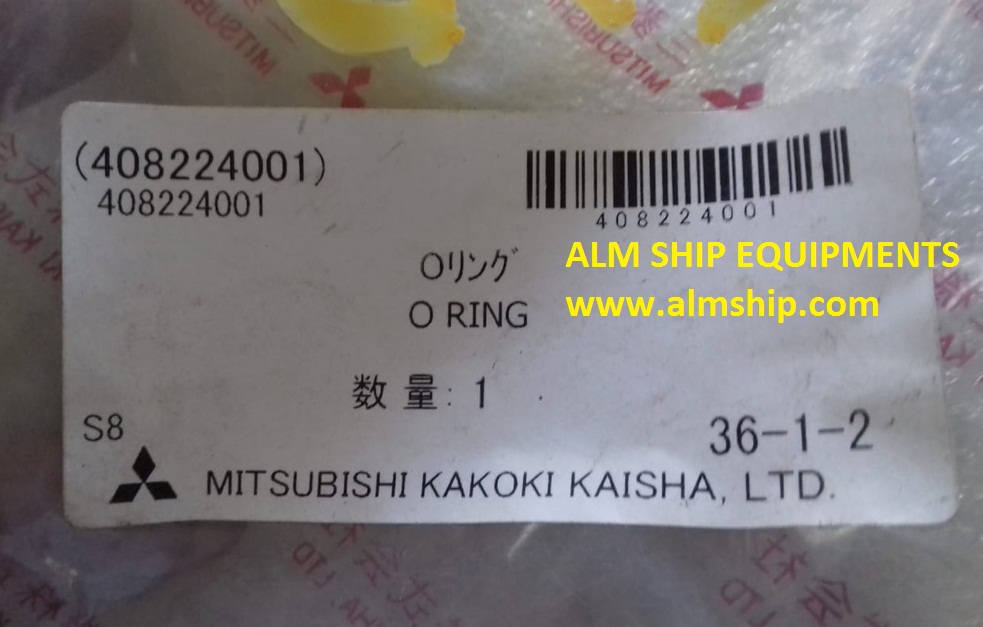 (408224001)
408224001
408224001
Oﾘﾝｸﾞ
O RING
ALM SHIP EQUIPMENTS
www.almship.com
数 量: 1
S8
36-1-2
MITSUBISHI KAKOKI KAISHA, LTD.